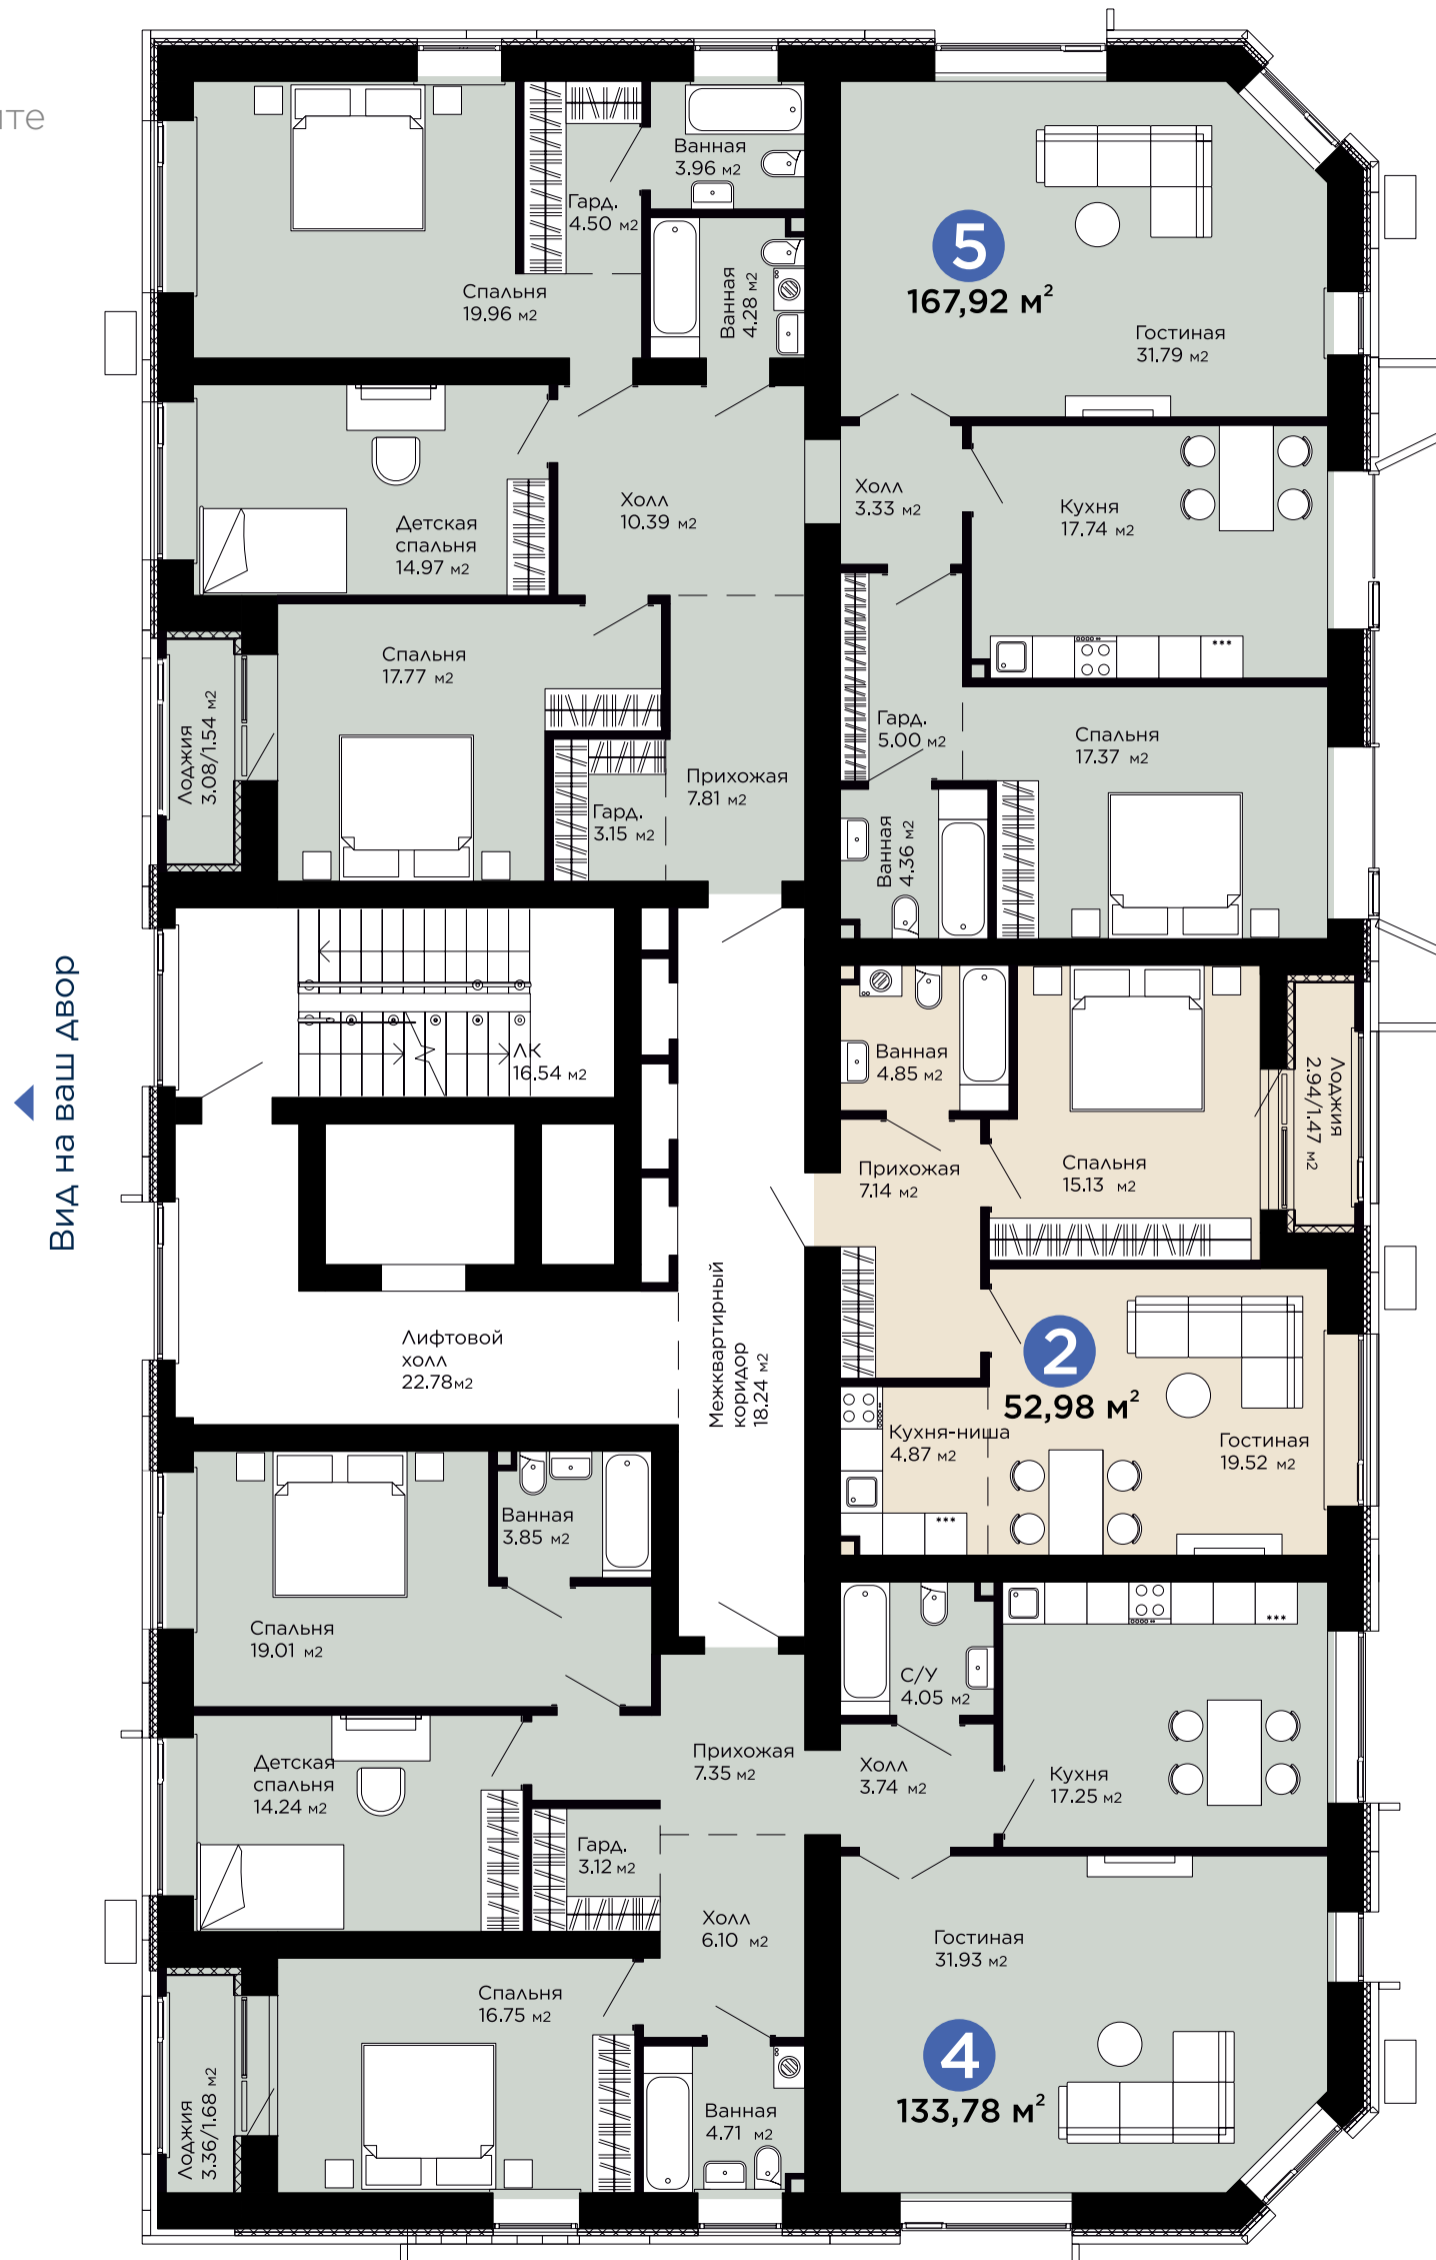 Ванная
3.96 м2
Гард.
4.50 м2
Спальня
19.96 м2
Ванная
4.28 м2
5
167,92 м²
Гостиная
31.79 м2
Детская
спальня
14.97 м2
Холл
10.39 м2
Холл
3.33 м2
Кухня
17.74 м2
***
Спальня
17.77 м2
Лоджия
3.08/1.54 м2
Гард.
3.15 м2
Прихожая
7.81 м2
Гард.
5.00 м2
Спальня
17.37 м2
Ванная
4.36 м2
Вид на ваш двор
ЛК
16.54 м2
Ванная
4.85 м2
Лоджия
2.94/1.47 м2
Прихожая
7.14 м2
Спальня
15.13 м2
Лифтовой
холл
22.78м2
Межквартирный
коридор
18.24 м2
2
52,98 м²
Кухня-ниша
4.87 м2
Гостиная
19.52 м2
***
Ванная
3.85 м2
Спальня
19.01 м2
***
С/У
4.05 м2
Детская
спальня
14.24 м2
Прихожая
7.35 м2
Холл
3.74 м2
Кухня
17.25 м2
Гард.
3.12 м2
Холл
6.10 м2
Гостиная
31.93 м2
Спальня
16.75 м2
Лоджия
3.36/1.68 м2
Ванная
4.71 м2
4
133,78 м²